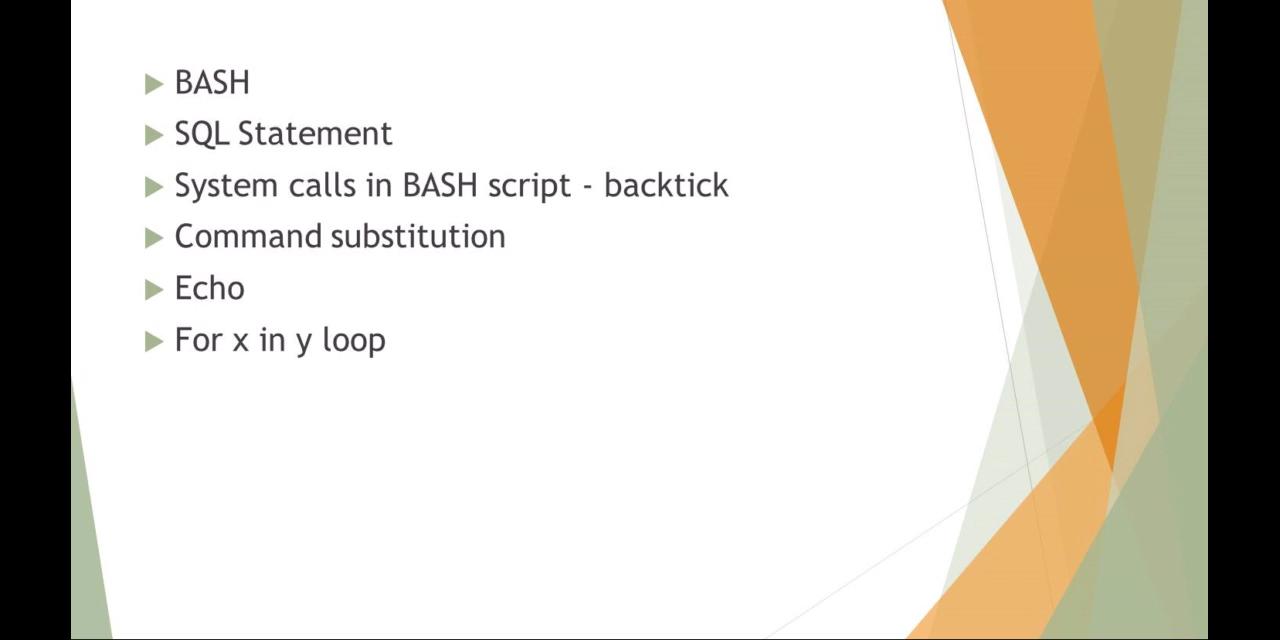 BASH
SQL Statement
System calls in BASH script - backtick
Command substitution
Echo
For x in y loop